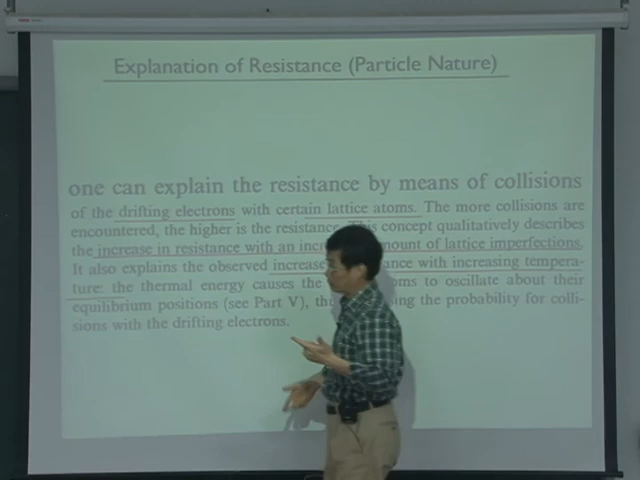 Explanation of Resistance (Particle Nature)
one can explain the resistance by means of collisions
of the drifting electrons with certain lattice atoms. The more collisions are
encountered, the higher is the resistance. This concept qualitatively describes
the increase in resistance with an amount of lattice imperfections.
It also explains the observed increase with increasing tempera-
ture: the thermal energy causes the to oscillate about their
equilibrium positions (see Part V), the probability for colli-
sions with the drifting electrons.